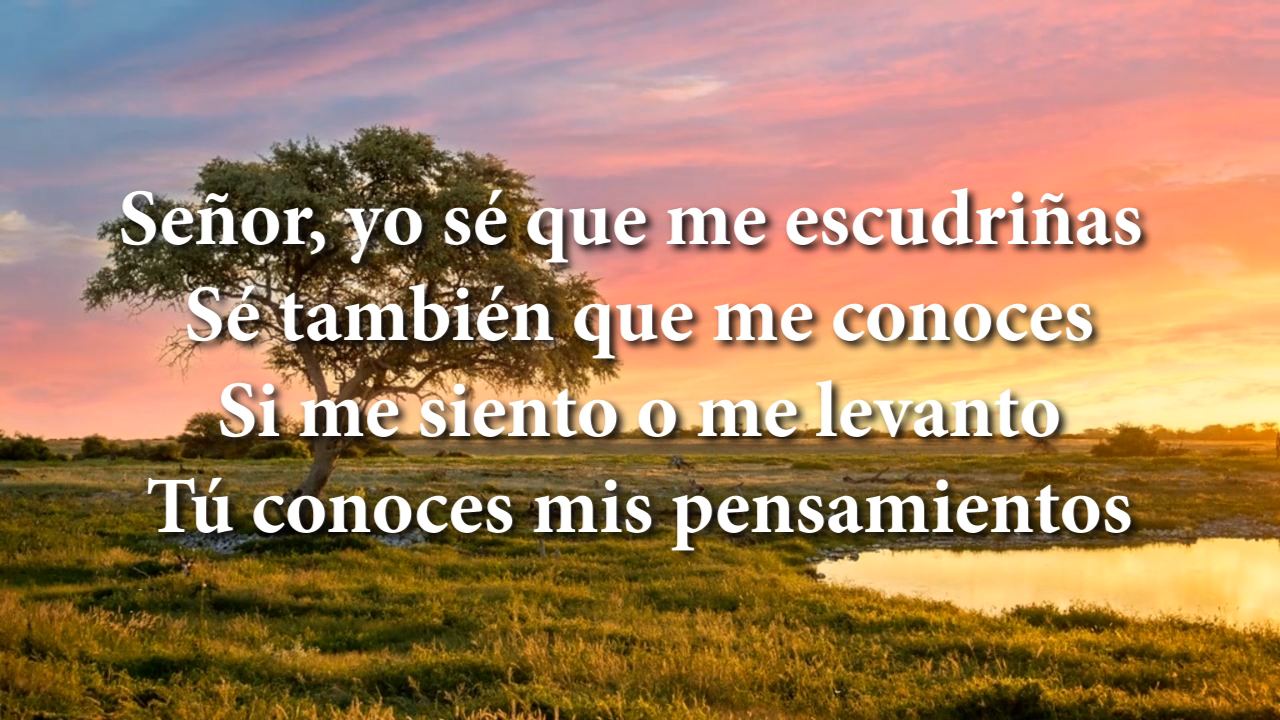 Señor, yo sé que me escudriñas
Sé también que me conoces
Si me siento o me levanto
Tú conoces mis pensamientos